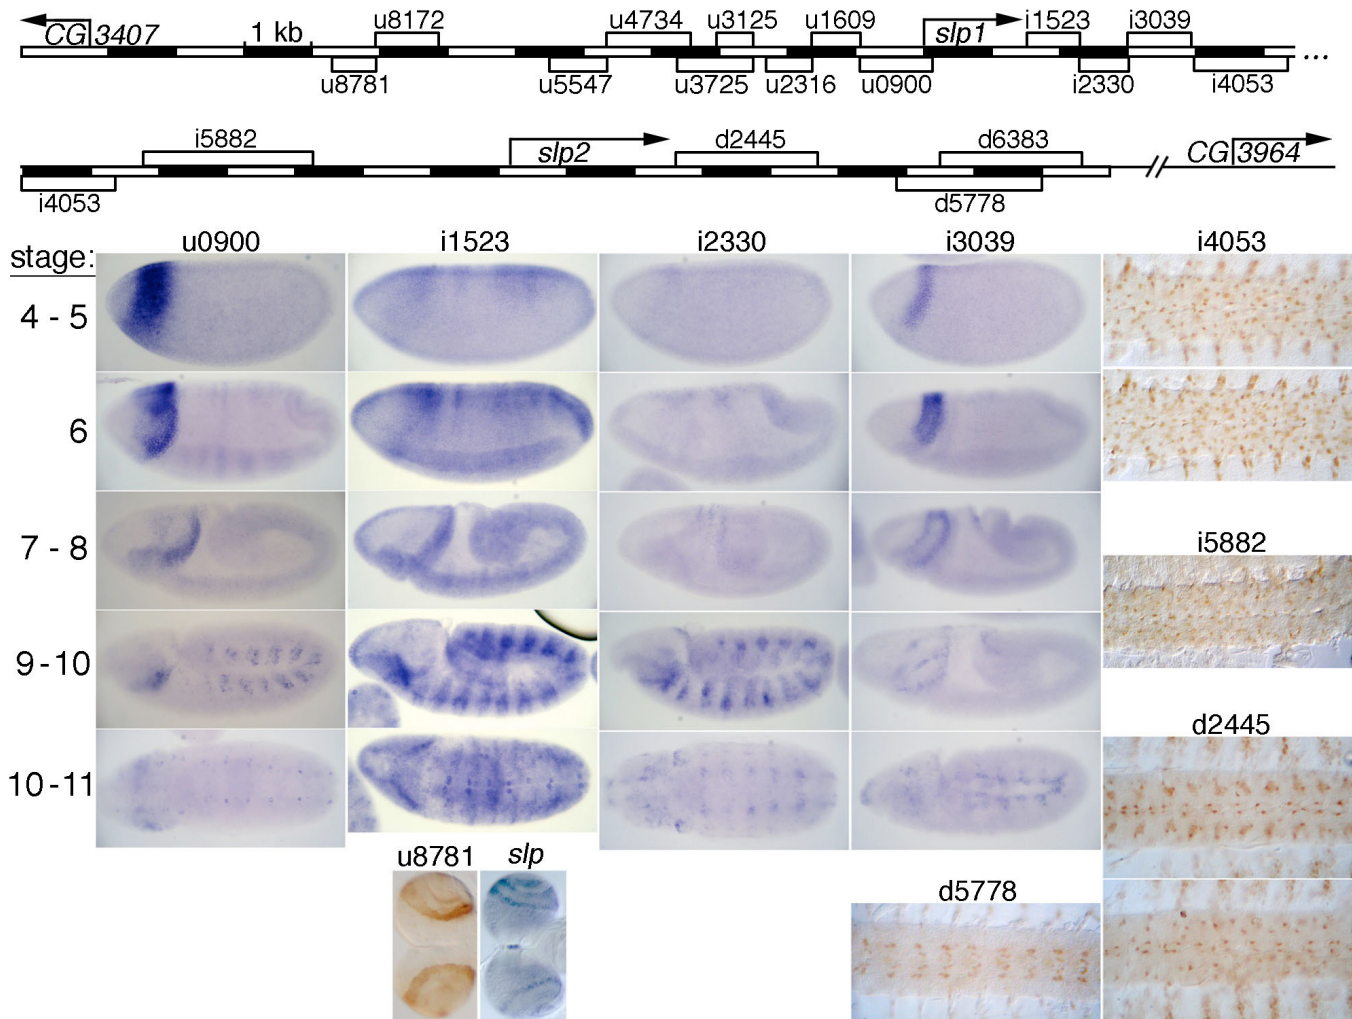 CG 3407
1 kb
u8172
u4734
u3125
u1609
slp1
i1523
i3039
u8781
u5547
u3725
u2316
u0900
i2330
i4053
...
i5882
slp2
d2445
d6383
CG 3964
i4053
d5778
stage:
u0900
i1523
i2330
i3039
i4053
4 - 5
6
7 - 8
i5882
9 - 10
d2445
10 - 11
u8781
slp
d5778